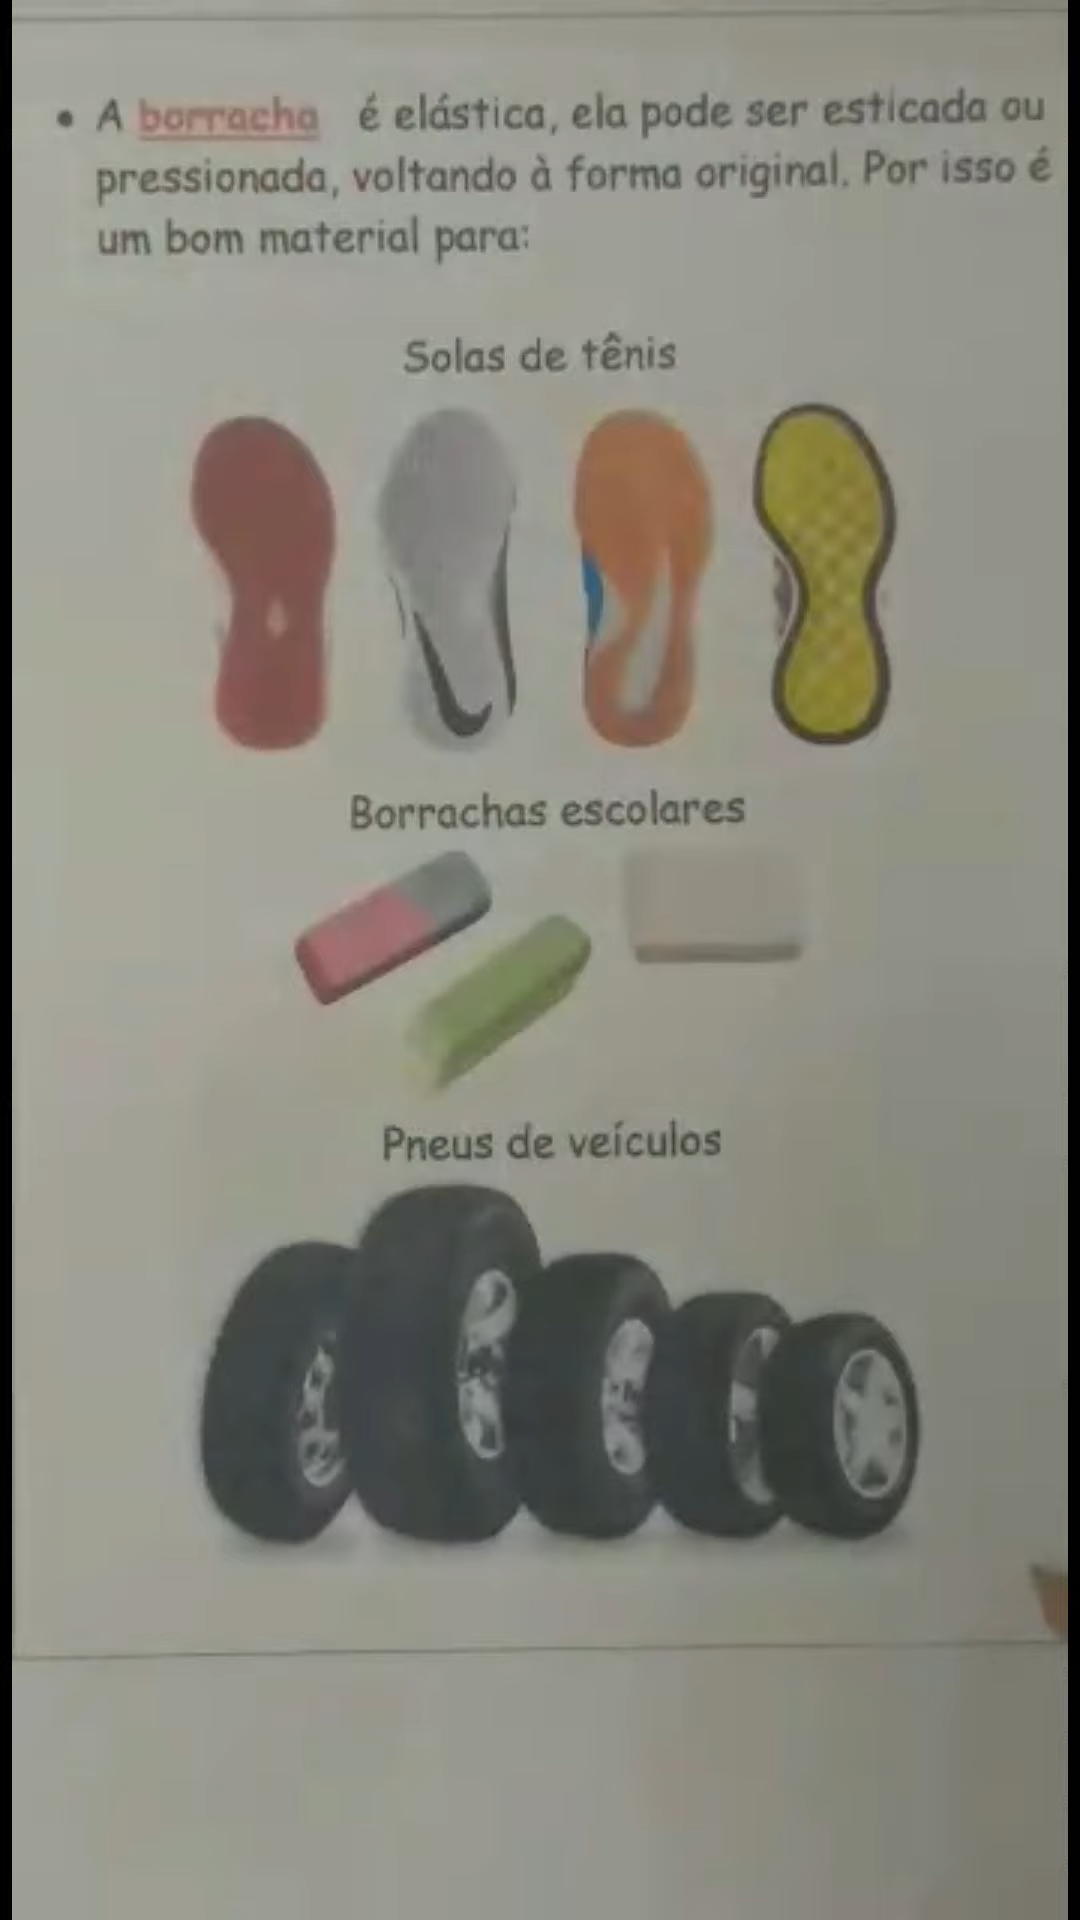 • A borracha é elástica, ela pode ser esticada ou
pressionada, voltando à forma original. Por isso é
um bom material para:
Solas de tênis
Borrachas escolares
Pneus de veículos